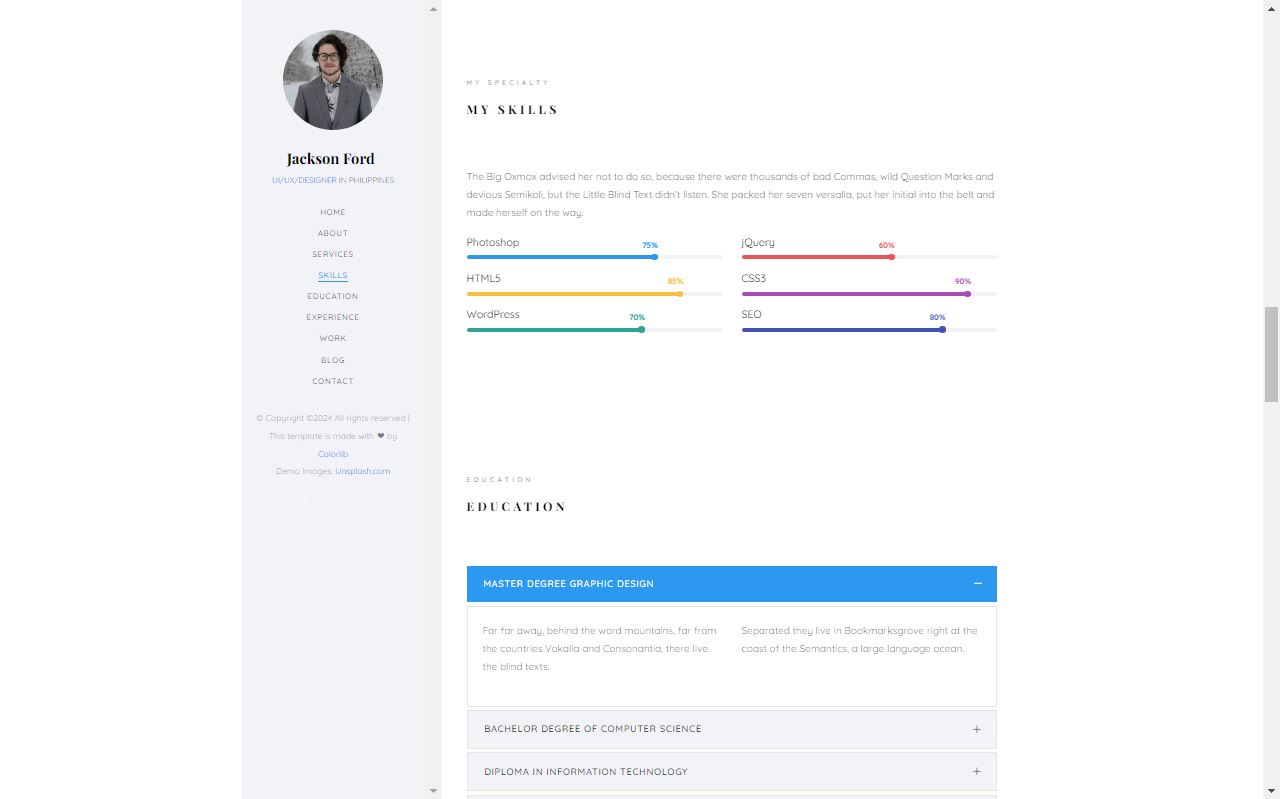 Jackson Ford
UI/UX/DESIGNER IN PHILIPPINES
HOME
ABOUT
SERVICES
SKILLS
EDUCATION
EXPERIENCE
WORK
BLOG
CONTACT
© Copyright ©2024 All rights reserved |
This template is made with ❤ by
Colorlib
Demo Images: Unsplash.com
MY SPECIALTY
MY SKILLS
The Big Oxmox advised her not to do so, because there were thousands of bad Commas, wild Question Marks and
devious Semikoli, but the Little Blind Text didn't listen. She packed her seven versalia, put her initial into the belt and
made herself on the way.
Photoshop 75%
jQuery 60%
HTML5 85%
CSS3 90%
WordPress 70%
SEO 80%
EDUCATION
EDUCATION
MASTER DEGREE GRAPHIC DESIGN
Far far away, behind the word mountains, far from
the countries Vokalia and Consonantia, there live
the blind texts.
Separated they live in Bookmarksgrove right at the
coast of the Semantics, a large language ocean.
BACHELOR DEGREE OF COMPUTER SCIENCE
DIPLOMA IN INFORMATION TECHNOLOGY